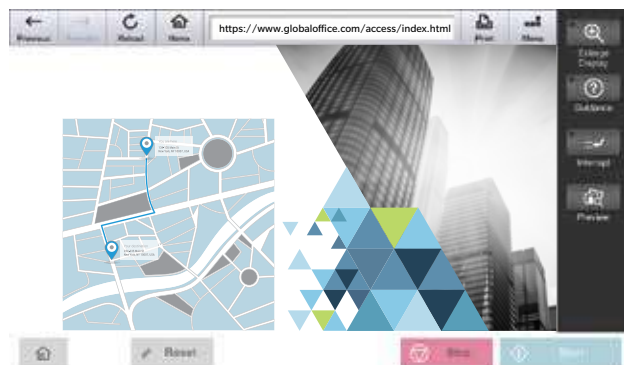 Previous
Reload
Home
https://www.globaloffice.com/access/index.html
Print
Menu
Enlarge
Display
Guidance
Interrupt
Preview
Reset
Stop
Start